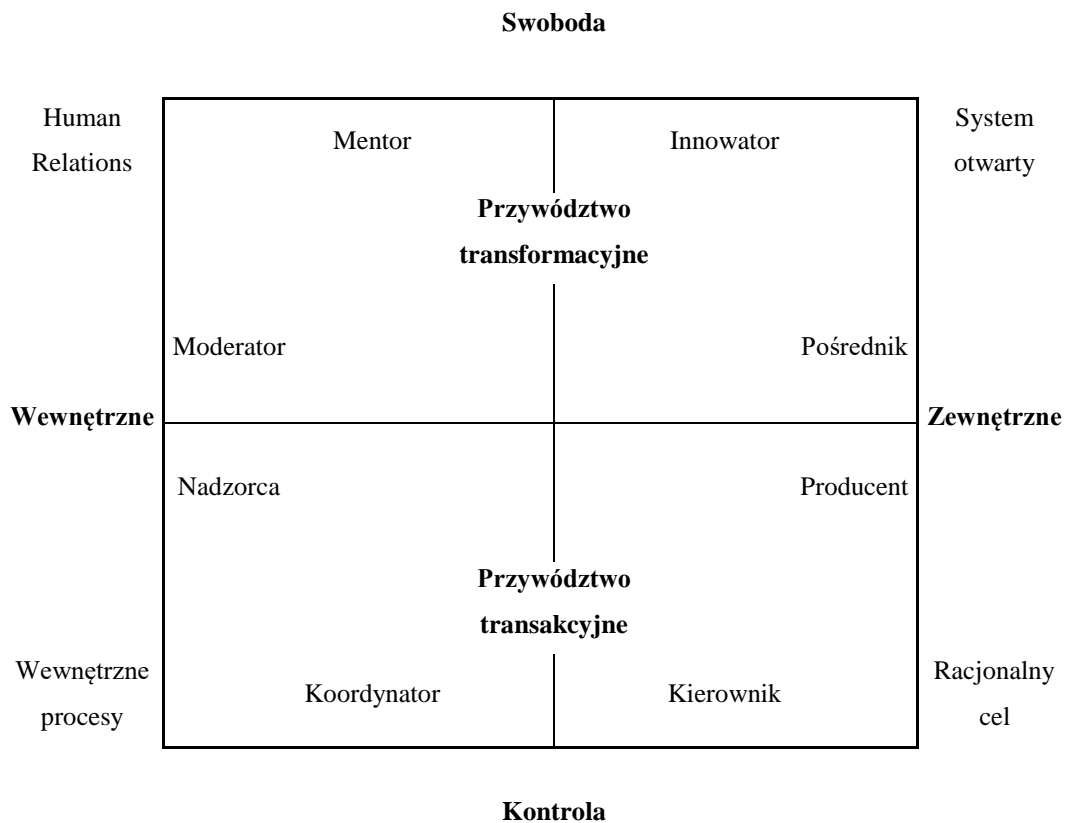 Swoboda
Human
Relations
Mentor
Innowator
System
otwarty
Przywództwo
transformacyjne
Moderator
Pośrednik
Wewnętrzne
Zewnętrzne
Nadzorca
Producent
Przywództwo
transakcyjne
Wewnętrzne
procesy
Koordynator
Kierownik
Racjonalny
cel
Kontrola